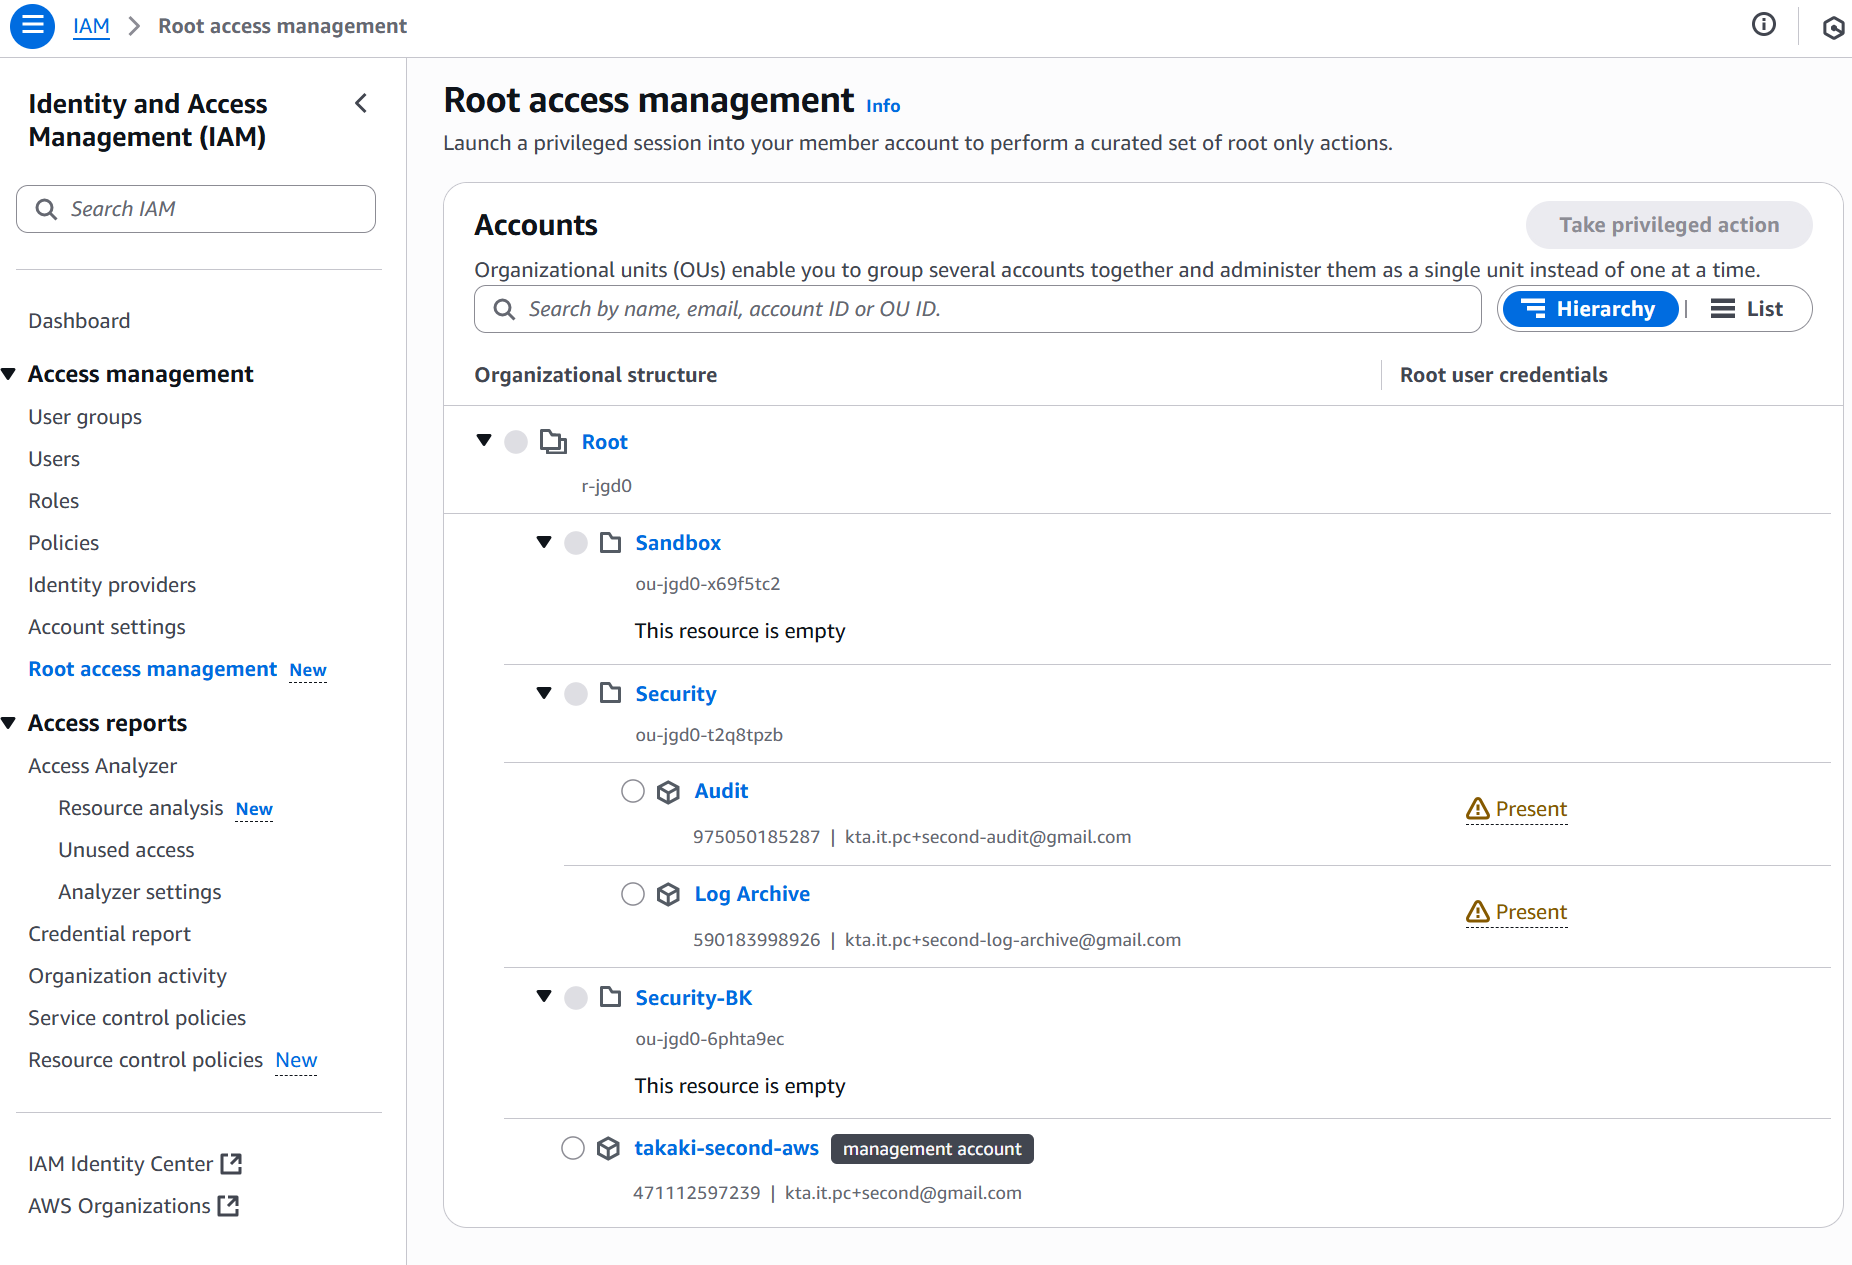 IAM > Root access management
Identity and Access
Management (IAM)
Search IAM
Dashboard
Access management
User groups
Users
Roles
Policies
Identity providers
Account settings
Root access management New
Access reports
Access Analyzer
Resource analysis New
Unused access
Analyzer settings
Credential report
Organization activity
Service control policies
Resource control policies New
IAM Identity Center
AWS Organizations
Root access management Info
Launch a privileged session into your member account to perform a curated set of root only actions.
Accounts
Take privileged action
Organizational units (OUs) enable you to group several accounts together and administer them as a single unit instead of one at a time.
Search by name, email, account ID or OU ID.
Hierarchy | List
Organizational structure
Root user credentials
Root
r-jgd0
Sandbox
ou-jgd0-x69f5tc2
This resource is empty
Security
ou-jgd0-t2q8tpzb
Audit
Present
975050185287 | kta.it.pc+second-audit@gmail.com
Log Archive
Present
590183998926 | kta.it.pc+second-log-archive@gmail.com
Security-BK
ou-jgd0-6phta9ec
This resource is empty
takaki-second-aws management account
471112597239 | kta.it.pc+second@gmail.com